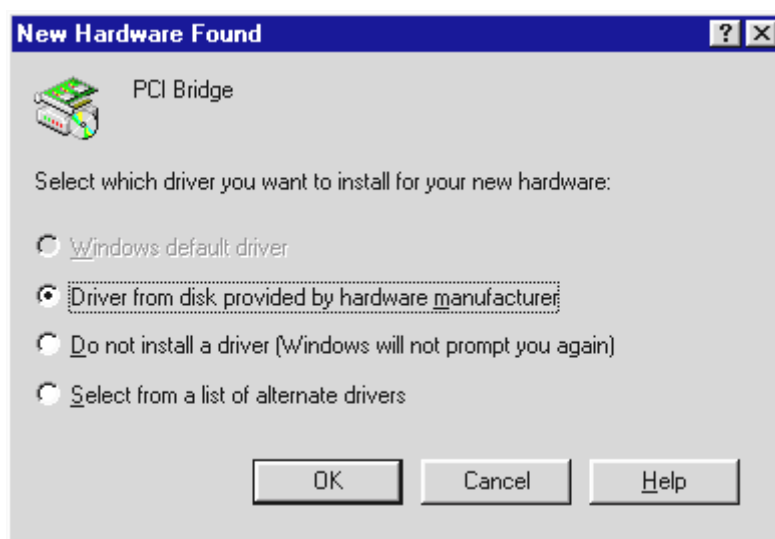 New Hardware Found
PCI Bridge
Select which driver you want to install for your new hardware:
Windows default driver
Driver from disk provided by hardware manufacturer
Do not install a driver (Windows will not prompt you again)
Select from a list of alternate drivers
OK Cancel Help